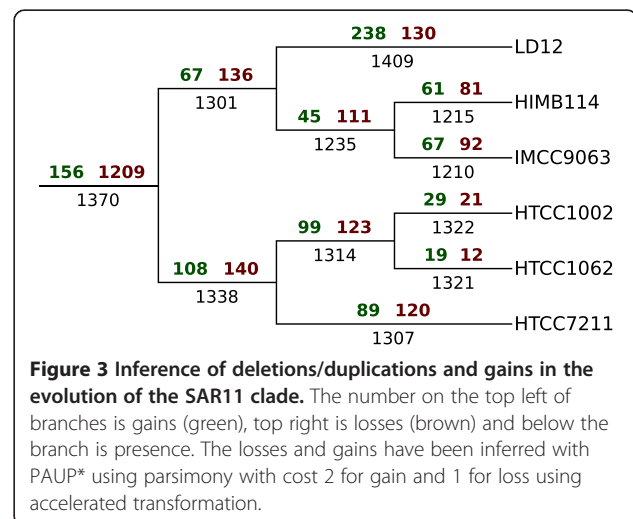 238 130
LD12
1409
67 136
1301
61 81
HIMB114
1215
45 111
1235
67 92
IMCC9063
1210
156 1209
1370
29 21
HTCC1002
1322
99 123
1314
19 12
HTCC1062
1321
108 140
1338
89 120
HTCC7211
1307
Figure 3 Inference of deletions/duplications and gains in the
evolution of the SAR11 clade. The number on the top left of
branches is gains (green), top right is losses (brown) and below the
branch is presence. The losses and gains have been inferred with
PAUP* using parsimony with cost 2 for gain and 1 for loss using
accelerated transformation.